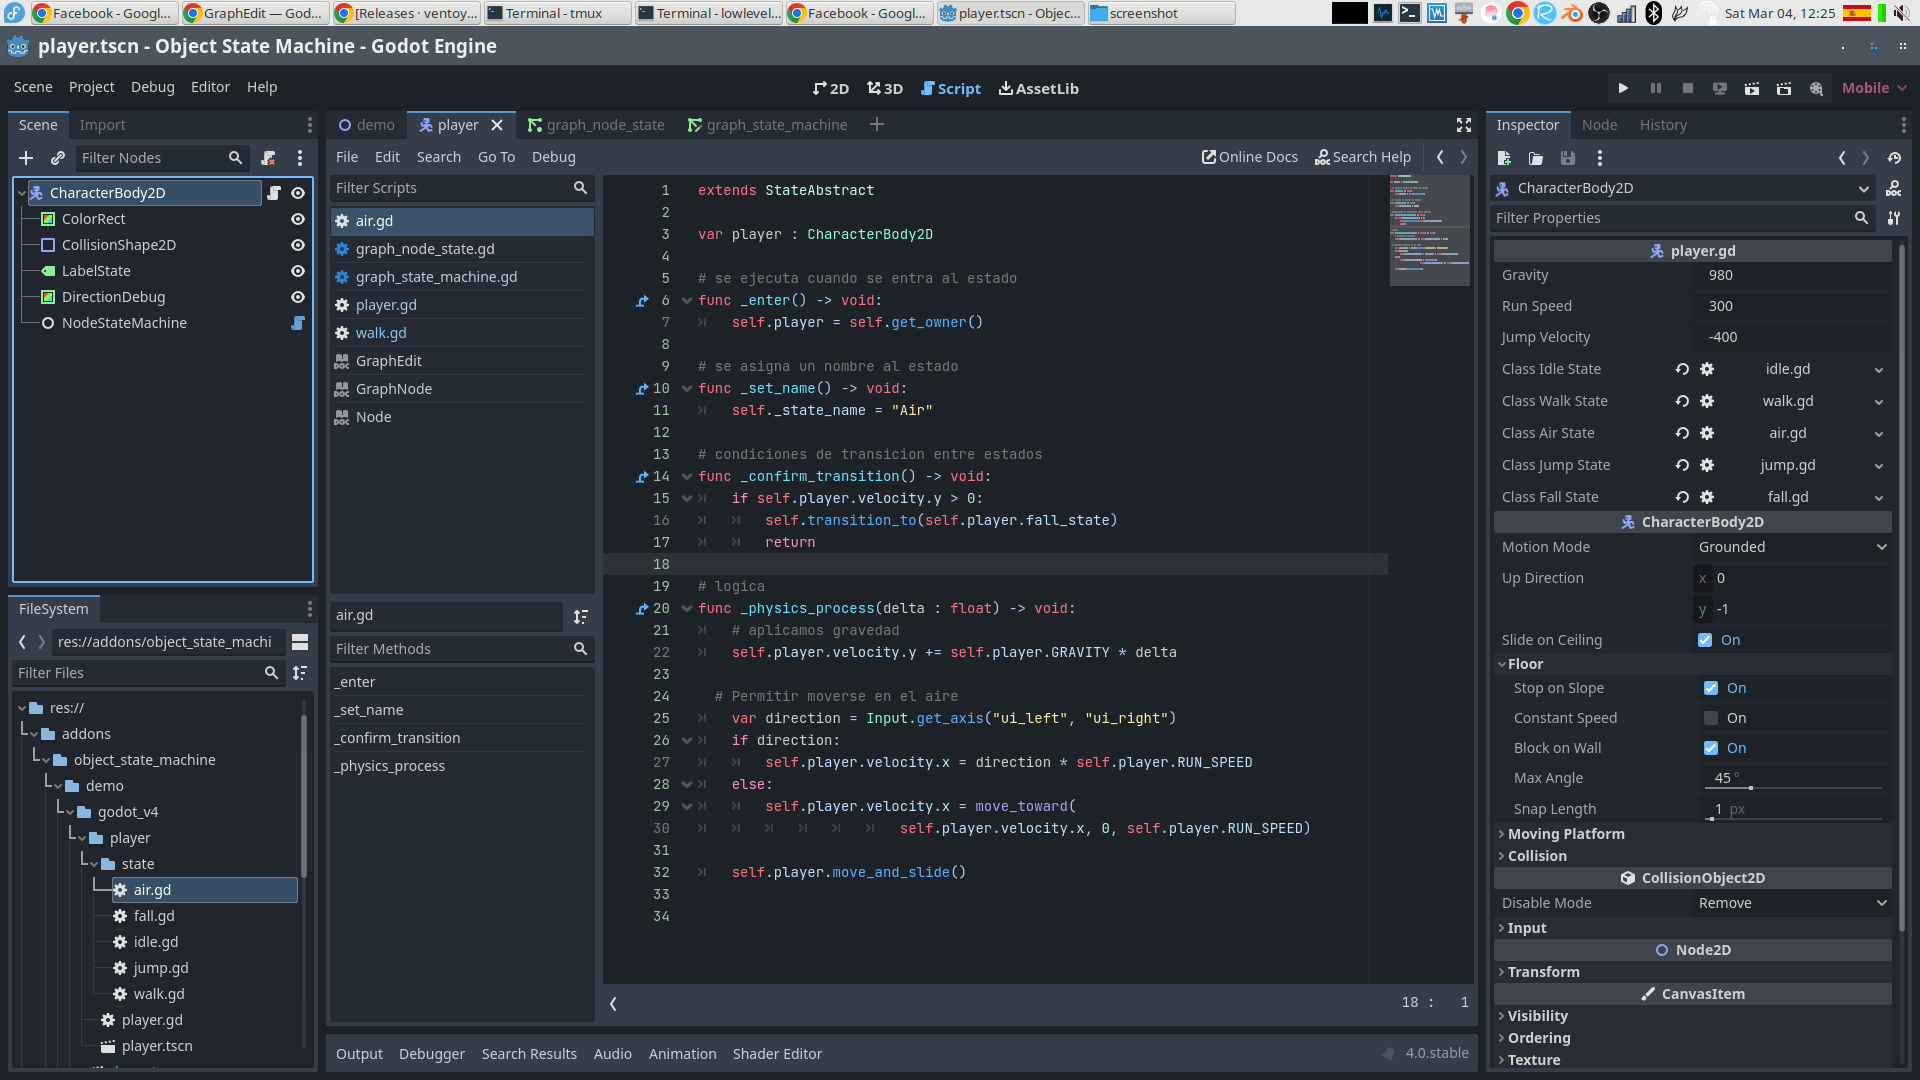 Facebook - Googl...
GraphEdit — God...
[Releases · ventoy...
Terminal - tmux
Terminal - lowlevel...
Facebook - Googl...
player.tscn - Objec...
screenshot
Sat Mar 04, 12:25
player.tscn - Object State Machine - Godot Engine
Scene Project Debug Editor Help
2D 3D Script AssetLib
Mobile
Scene Import
Filter Nodes
CharacterBody2D
ColorRect
CollisionShape2D
LabelState
DirectionDebug
NodeStateMachine
FileSystem
res://addons/object_state_machi
Filter Files
res://
addons
object_state_machine
demo
godot_v4
player
state
air.gd
fall.gd
idle.gd
jump.gd
walk.gd
player.gd
player.tscn
demo player graph_node_state graph_state_machine
File Edit Search Go To Debug
Online Docs Search Help
Filter Scripts
air.gd
graph_node_state.gd
graph_state_machine.gd
player.gd
walk.gd
GraphEdit
GraphNode
Node
air.gd
Filter Methods
_enter
_set_name
_confirm_transition
_physics_process
1 extends StateAbstract
2
3 var player : CharacterBody2D
4
5 # se ejecuta cuando se entra al estado
6 func _enter() -> void:
7 self.player = self.get_owner()
8
9 # se asigna un nombre al estado
10 func _set_name() -> void:
11 self._state_name = "Air"
12
13 # condiciones de transicion entre estados
14 func _confirm_transition() -> void:
15 if self.player.velocity.y > 0:
16 self.transition_to(self.player.fall_state)
17 return
18
19 # logica
20 func _physics_process(delta : float) -> void:
21 # aplicamos gravedad
22 self.player.velocity.y += self.player.GRAVITY * delta
23
24 # Permitir moverse en el aire
25 var direction = Input.get_axis("ui_left", "ui_right")
26 if direction:
27 self.player.velocity.x = direction * self.player.RUN_SPEED
28 else:
29 self.player.velocity.x = move_toward(
30 self.player.velocity.x, 0, self.player.RUN_SPEED)
31
32 self.player.move_and_slide()
33
34
18 : 1
Output Debugger Search Results Audio Animation Shader Editor
4.0.stable
Inspector Node History
CharacterBody2D
Filter Properties
player.gd
Gravity 980
Run Speed 300
Jump Velocity -400
Class Idle State idle.gd
Class Walk State walk.gd
Class Air State air.gd
Class Jump State jump.gd
Class Fall State fall.gd
CharacterBody2D
Motion Mode Grounded
Up Direction x 0
y -1
Slide on Ceiling On
Floor
Stop on Slope On
Constant Speed On
Block on Wall On
Max Angle 45 °
Snap Length 1 px
Moving Platform
Collision
CollisionObject2D
Disable Mode Remove
Input
Node2D
Transform
CanvasItem
Visibility
Ordering
Texture